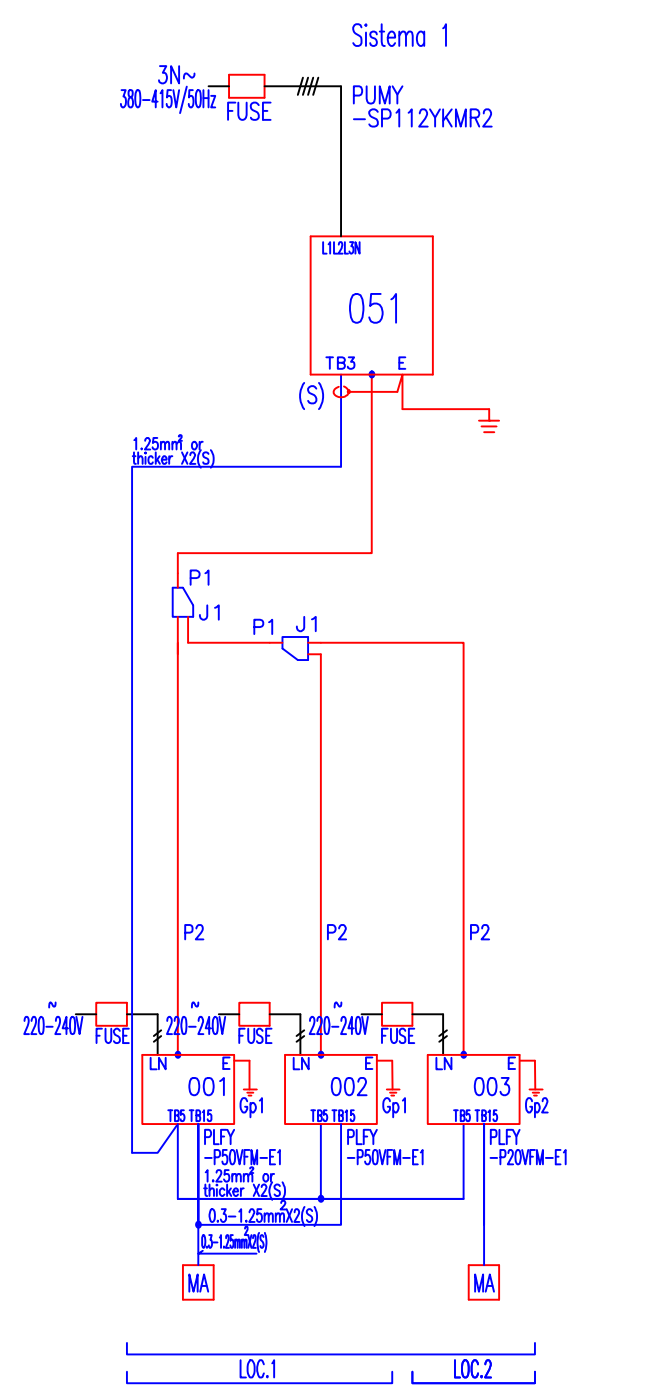 Sistema 1
3N~
380-415V/50Hz
FUSE
PUMY
-SP112YKMR2
L1L2L3N
051
TB3
E
(S)
1.25mm² or
thicker X2(S)
P1
J1
P1
J1
P2
P2
P2
~
220-240V
FUSE
~
220-240V
FUSE
~
220-240V
FUSE
LN
E
001
Gp1
TB5 TB15
LN
E
002
Gp1
TB5 TB15
LN
E
003
Gp2
TB5 TB15
PLFY
-P50VFM-E1
PLFY
-P50VFM-E1
PLFY
-P20VFM-E1
1.25mm² or
thicker X2(S)
0.3-1.25mm²X2(S)
0.3-1.25mm²X2(S)
MA
MA
LOC.1
LOC.2